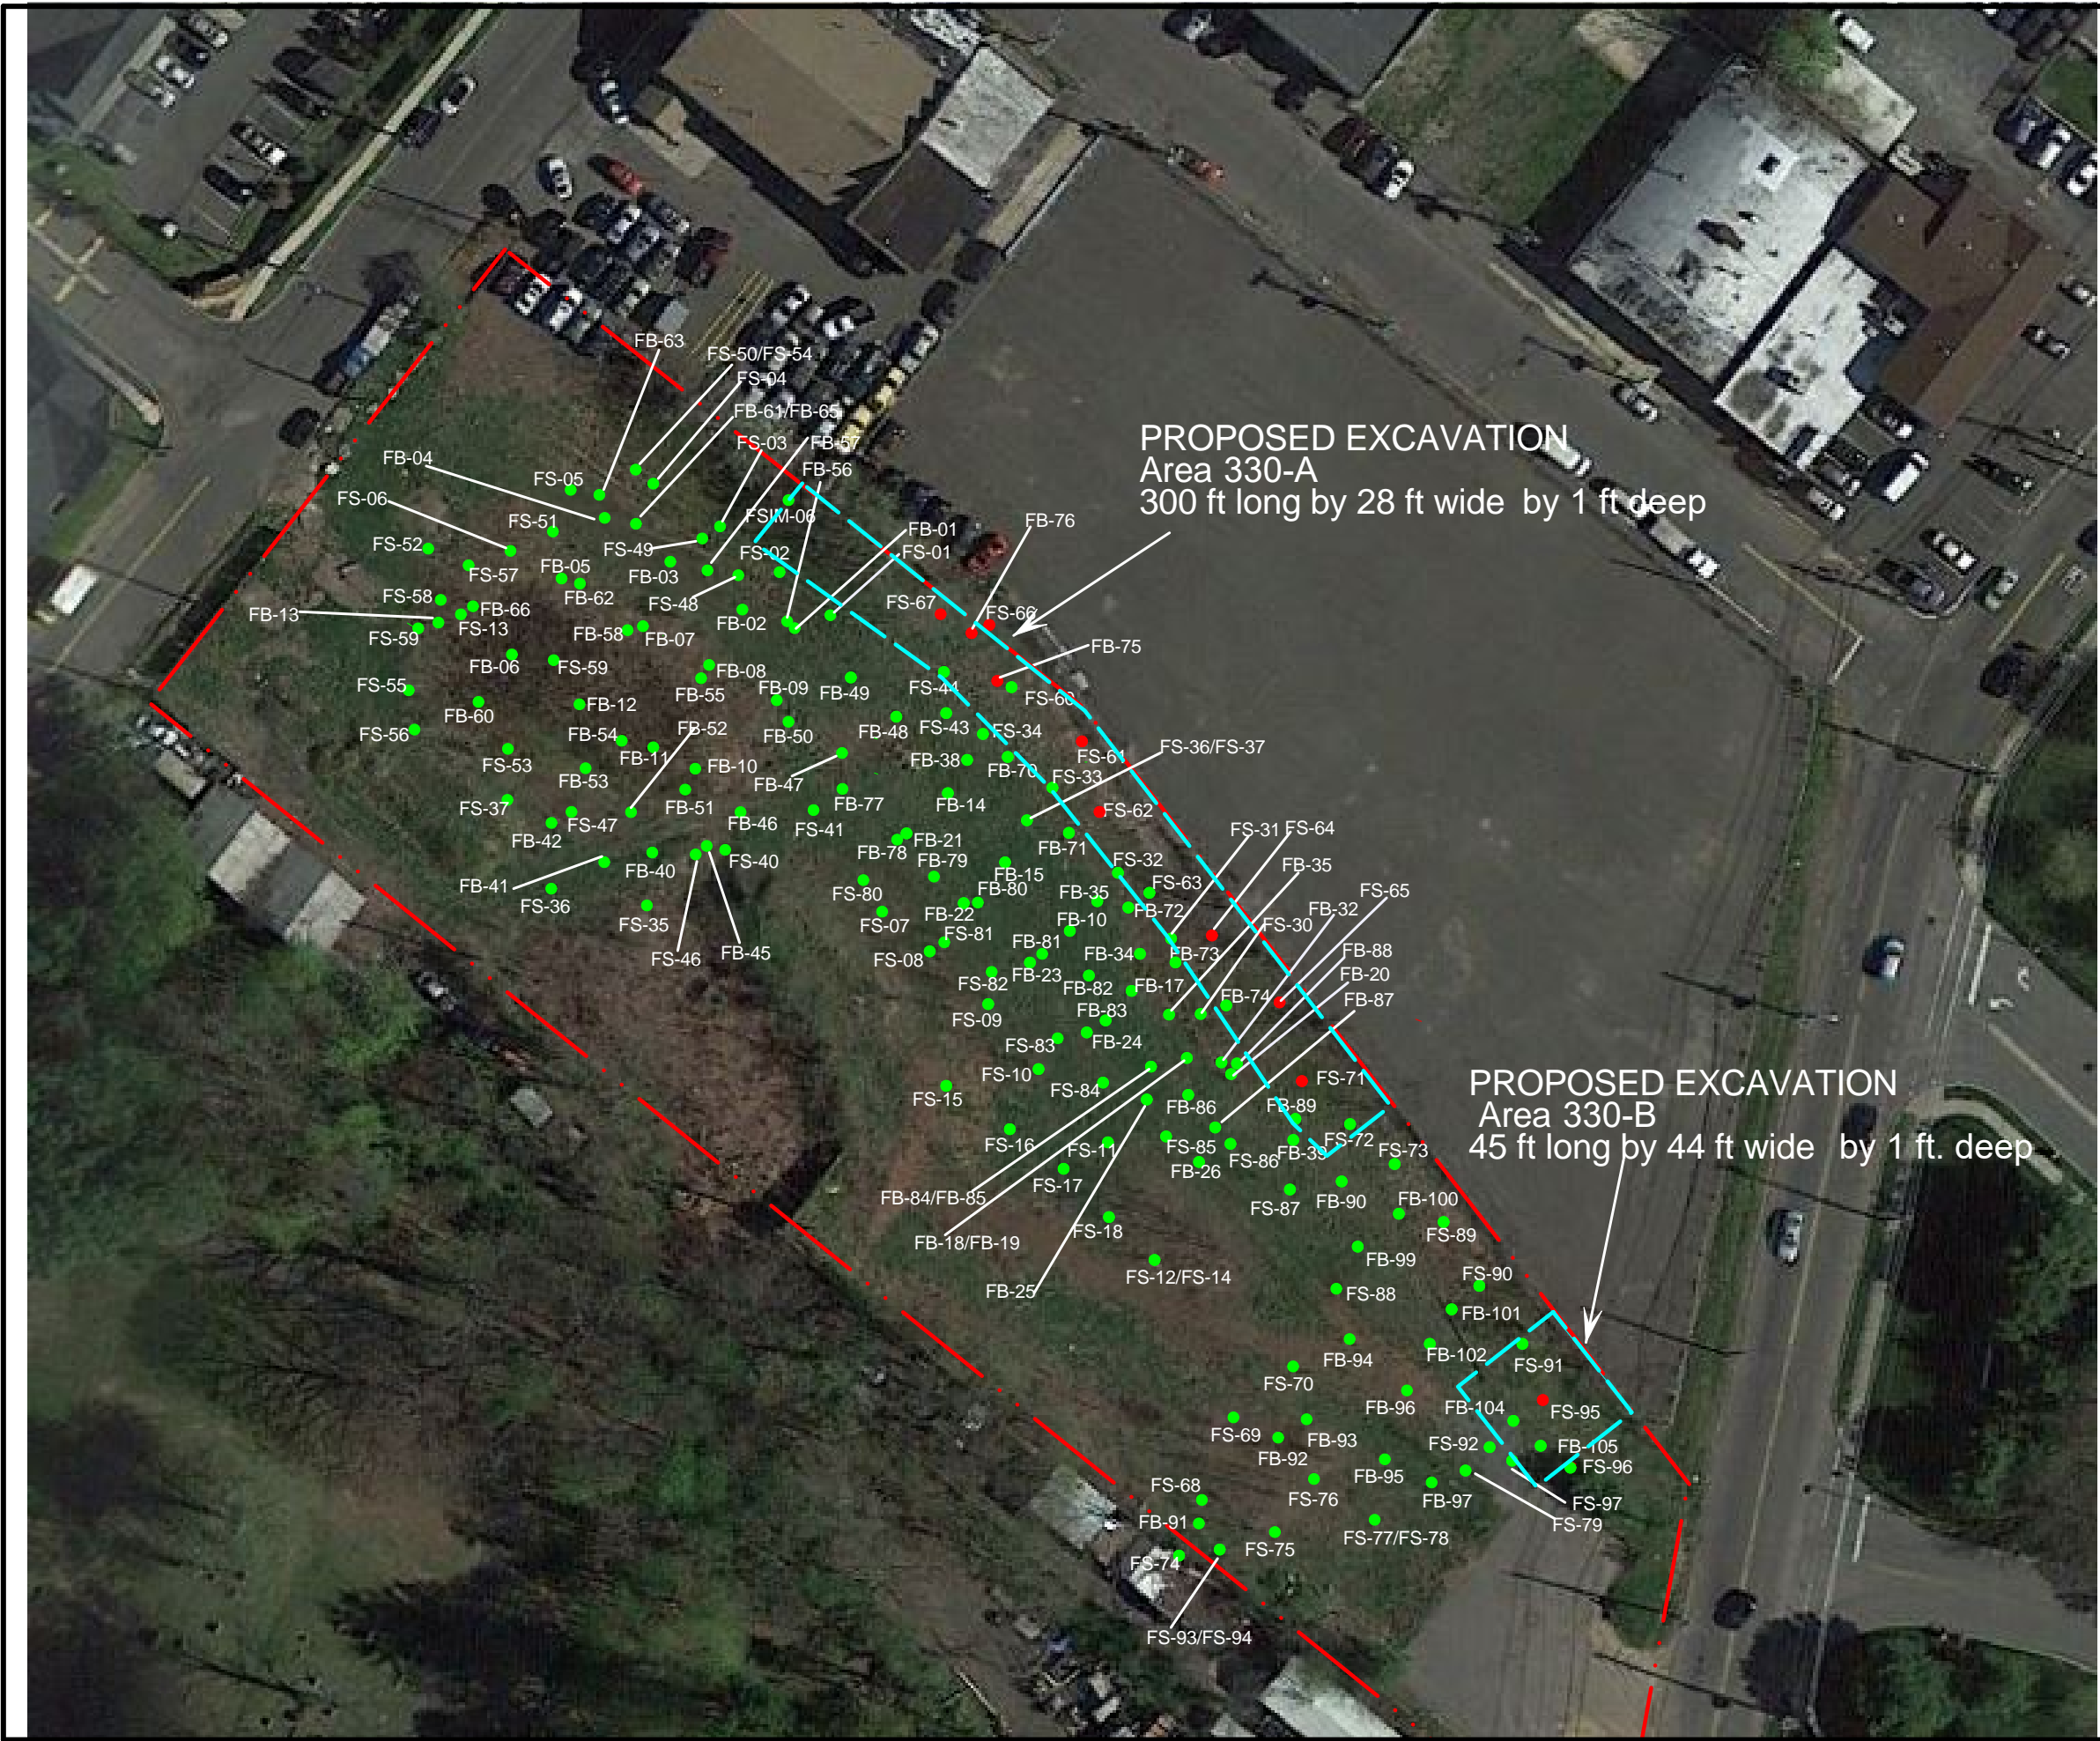 FB-63
FS-50/FS-54
FS-04
FB-61/FB-65
FS-03
FB-57
FB-56
FB-04
FS-05
FS-06
PROPOSED EXCAVATION
Area 330-A
300 ft long by 28 ft wide by 1 ft deep
FS-51
FSIM-06
FB-01
FB-76
FS-52
FS-49
FS-02
FS-01
FS-57
FB-05
FB-03
FB-62
FS-48
FS-58
FB-66
FB-13
FS-13
FS-59
FB-58
FB-07
FB-02
FS-67
FS-66
FB-75
FB-06
FS-59
FB-08
FB-55
FS-55
FB-60
FB-12
FB-09
FB-49
FS-44
FS-60
FS-56
FB-54
FB-52
FB-50
FB-48
FS-43
FS-34
FB-11
FS-53
FB-53
FB-10
FB-47
FB-38
FB-70
FS-61
FS-36/FS-37
FS-33
FS-37
FB-51
FB-77
FB-14
FB-42
FS-47
FB-46
FS-41
FS-62
FB-21
FB-78
FB-71
FS-31
FS-64
FB-41
FB-40
FS-40
FB-79
FB-15
FS-32
FB-35
FS-36
FS-35
FS-80
FB-80
FB-35
FS-63
FS-65
FS-07
FB-22
FB-72
FB-32
FS-46
FB-45
FS-81
FB-10
FS-30
FS-08
FB-81
FB-34
FB-73
FB-88
FB-23
FS-82
FB-82
FB-17
FB-20
FB-74
FB-87
FS-09
FB-83
FS-83
FB-24
FS-10
FS-84
FS-71
FS-15
FB-86
FB-89
PROPOSED EXCAVATION
Area 330-B
45 ft long by 44 ft wide by 1 ft. deep
FS-16
FS-11
FS-85
FS-86
FB-39
FS-72
FS-73
FS-17
FB-26
FB-84/FB-85
FS-87
FB-90
FB-100
FS-18
FS-89
FB-18/FB-19
FB-99
FB-25
FS-12/FS-14
FS-88
FS-90
FB-101
FB-94
FB-102
FS-91
FS-70
FB-96
FB-104
FS-95
FS-69
FB-93
FB-92
FS-92
FB-105
FB-95
FS-96
FS-68
FS-76
FB-97
FS-97
FB-91
FS-79
FS-75
FS-77/FS-78
FS-74
FS-93/FS-94